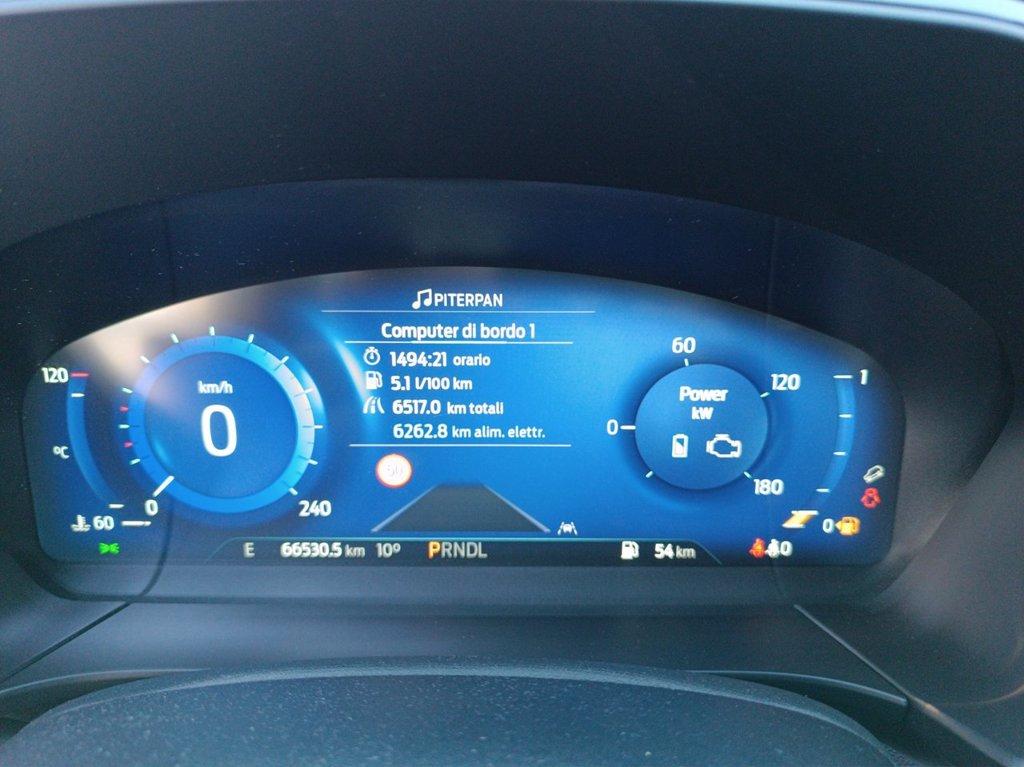 PITERPAN
Computer di bordo 1
1494:21 orario
5.1 l/100 km
6517.0 km totali
6262.8 km alim. elettr.
120
°C
60
km/h
0
0
240
60
120
0
Power
kW
180
1
0
E 66530.5 km 10° PRNDL 54 km